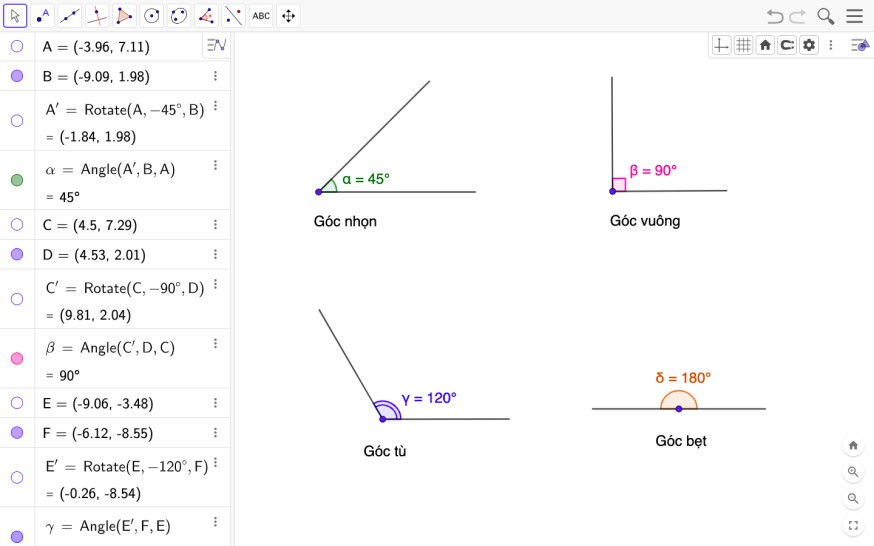 ABC
A = (-3.96, 7.11)
B = (-9.09, 1.98)
A′ = Rotate(A, −45°, B)
= (-1.84, 1.98)
α = Angle(A′, B, A)
= 45°
C = (4.5, 7.29)
D = (4.53, 2.01)
C′ = Rotate(C, −90°, D)
= (9.81, 2.04)
β = Angle(C′, D, C)
= 90°
E = (-9.06, -3.48)
F = (-6.12, -8.55)
E′ = Rotate(E, −120°, F)
= (-0.26, -8.54)
γ = Angle(E′, F, E)
α = 45°
Góc nhọn
β = 90°
Góc vuông
γ = 120°
Góc tù
δ = 180°
Góc bẹt